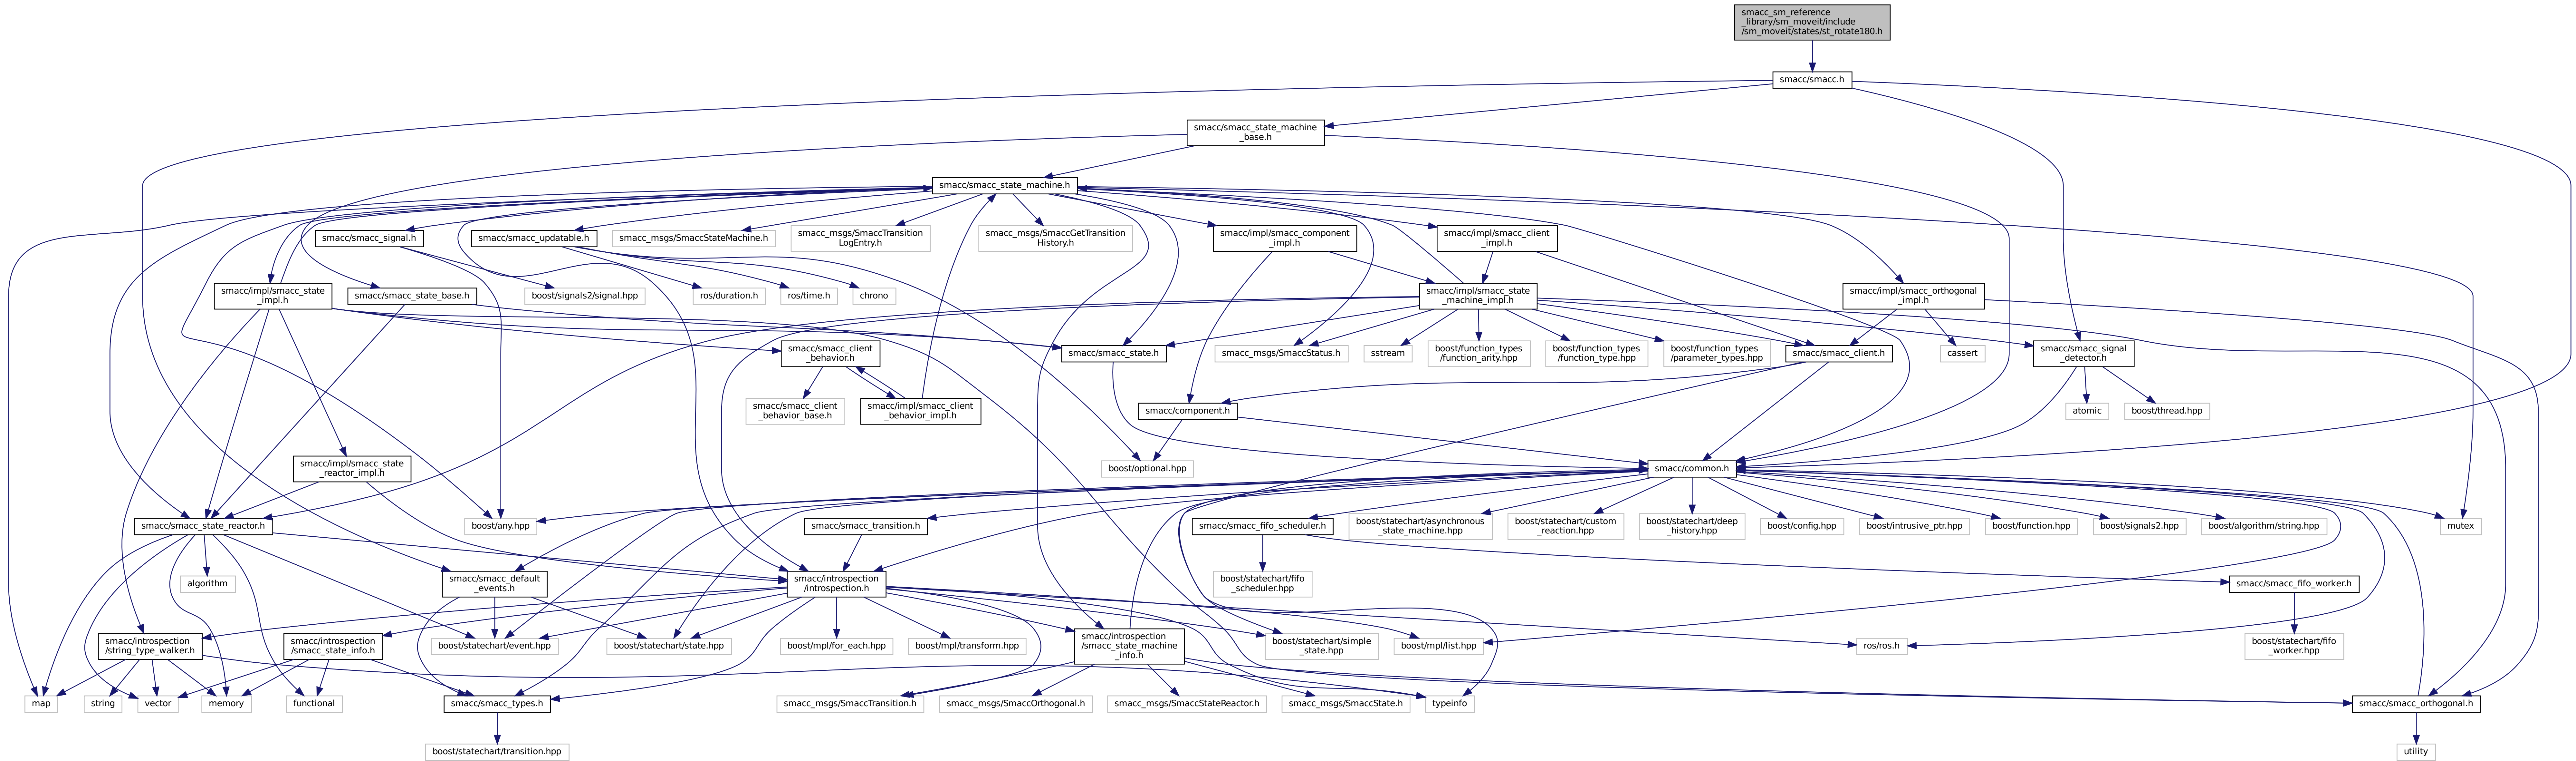 smacc_sm_reference
_library/sm_moveit/include
/sm_moveit/states/st_rotate180.h
smacc/smacc.h
smacc/smacc_state_machine
_base.h
smacc/smacc_state_machine.h
smacc/smacc_signal.h
smacc/smacc_updatable.h
smacc_msgs/SmaccStateMachine.h
smacc_msgs/SmaccTransition
LogEntry.h
smacc_msgs/SmaccGetTransition
History.h
smacc/impl/smacc_component
_impl.h
smacc/impl/smacc_client
_impl.h
smacc/impl/smacc_state
_impl.h
smacc/smacc_state_base.h
boost/signals2/signal.hpp
ros/duration.h
ros/time.h
chrono
smacc/impl/smacc_state
_machine_impl.h
smacc/impl/smacc_orthogonal
_impl.h
smacc/smacc_client
_behavior.h
smacc/smacc_state.h
smacc_msgs/SmaccStatus.h
sstream
boost/function_types
/function_arity.hpp
boost/function_types
/function_type.hpp
boost/function_types
/parameter_types.hpp
smacc/smacc_client.h
cassert
smacc/smacc_signal
_detector.h
smacc/smacc_client
_behavior_base.h
smacc/impl/smacc_client
_behavior_impl.h
smacc/component.h
atomic
boost/thread.hpp
smacc/impl/smacc_state
_reactor_impl.h
boost/optional.hpp
smacc/common.h
smacc/smacc_state_reactor.h
boost/any.hpp
smacc/smacc_transition.h
smacc/smacc_fifo_scheduler.h
boost/statechart/asynchronous
_state_machine.hpp
boost/statechart/custom
_reaction.hpp
boost/statechart/deep
_history.hpp
boost/config.hpp
boost/intrusive_ptr.hpp
boost/function.hpp
boost/signals2.hpp
boost/algorithm/string.hpp
mutex
algorithm
smacc/smacc_default
_events.h
smacc/introspection
/introspection.h
boost/statechart/fifo
_scheduler.hpp
smacc/smacc_fifo_worker.h
smacc/introspection
/string_type_walker.h
smacc/introspection
/smacc_state_info.h
boost/statechart/event.hpp
boost/statechart/state.hpp
boost/mpl/for_each.hpp
boost/mpl/transform.hpp
smacc/introspection
/smacc_state_machine
_info.h
boost/statechart/simple
_state.hpp
boost/mpl/list.hpp
ros/ros.h
boost/statechart/fifo
_worker.hpp
map
string
vector
memory
functional
smacc/smacc_types.h
smacc_msgs/SmaccTransition.h
smacc_msgs/SmaccOrthogonal.h
smacc_msgs/SmaccStateReactor.h
smacc_msgs/SmaccState.h
typeinfo
smacc/smacc_orthogonal.h
boost/statechart/transition.hpp
utility